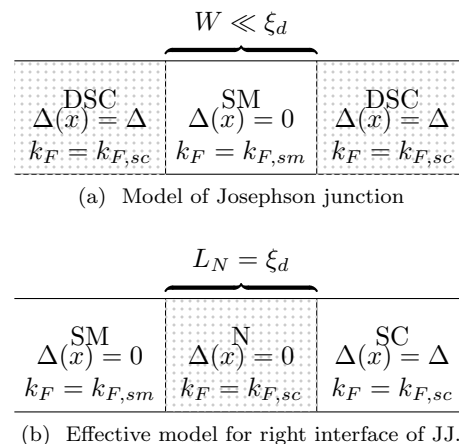 W ≪ ξ_d
DSC SM DSC
Δ(x) = Δ Δ(x) = 0 Δ(x) = Δ
k_F = k_{F,sc} k_F = k_{F,sm} k_F = k_{F,sc}
(a) Model of Josephson junction
L_N = ξ_d
SM N SC
Δ(x) = 0 Δ(x) = 0 Δ(x) = Δ
k_F = k_{F,sm} k_F = k_{F,sc} k_F = k_{F,sc}
(b) Effective model for right interface of JJ.